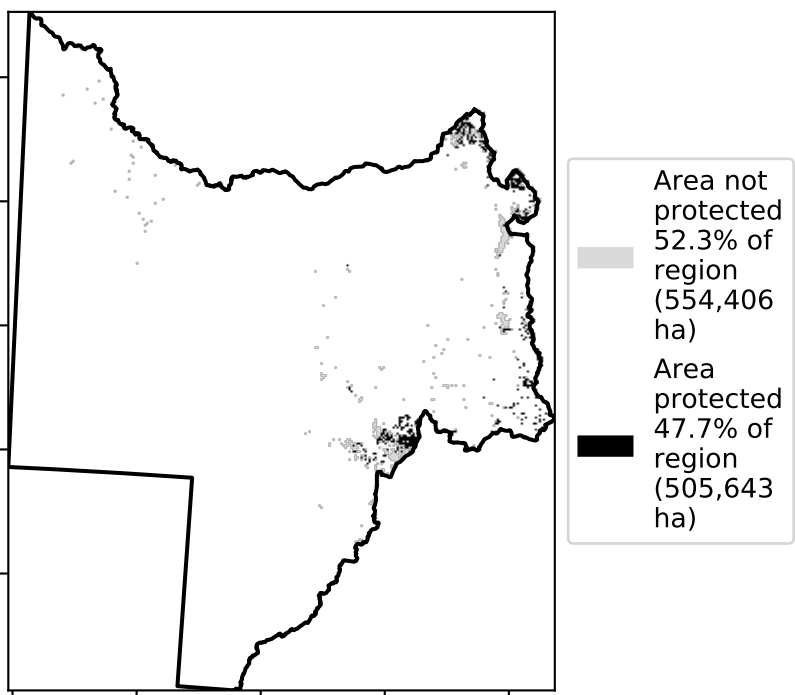 Area not
protected
52.3% of
region
(554,406
ha)
Area
protected
47.7% of
region
(505,643
ha)